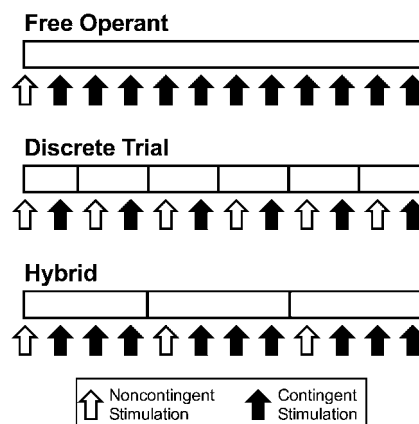 Free Operant
Discrete Trial
Hybrid
Noncontingent
Stimulation
Contingent
Stimulation